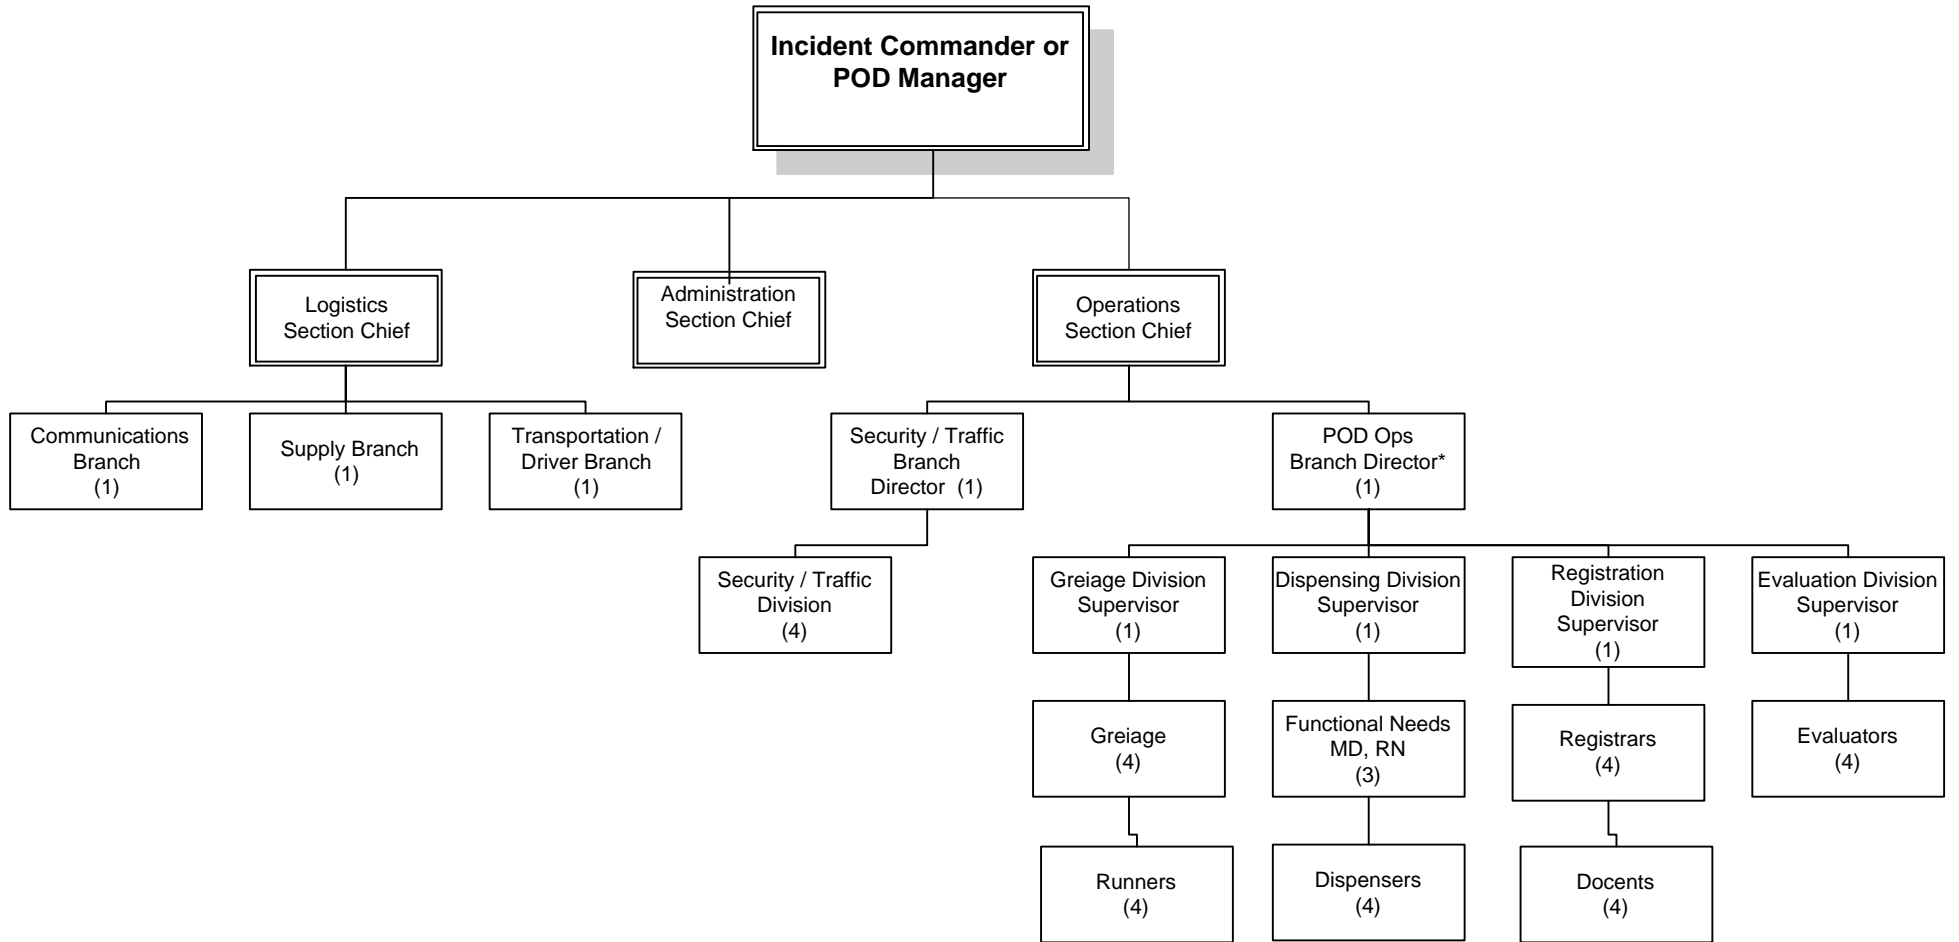 Incident Commander or
POD Manager
Logistics
Section Chief
Administration
Section Chief
Operations
Section Chief
Communications
Branch
(1)
Supply Branch
(1)
Transportation /
Driver Branch
(1)
Security / Traffic
Branch
Director (1)
POD Ops
Branch Director*
(1)
Security / Traffic
Division
(4)
Greiage Division
Supervisor
(1)
Dispensing Division
Supervisor
(1)
Registration
Division
Supervisor
(1)
Evaluation Division
Supervisor
(1)
Greiage
(4)
Functional Needs
MD, RN
(3)
Registrars
(4)
Evaluators
(4)
Runners
(4)
Dispensers
(4)
Docents
(4)